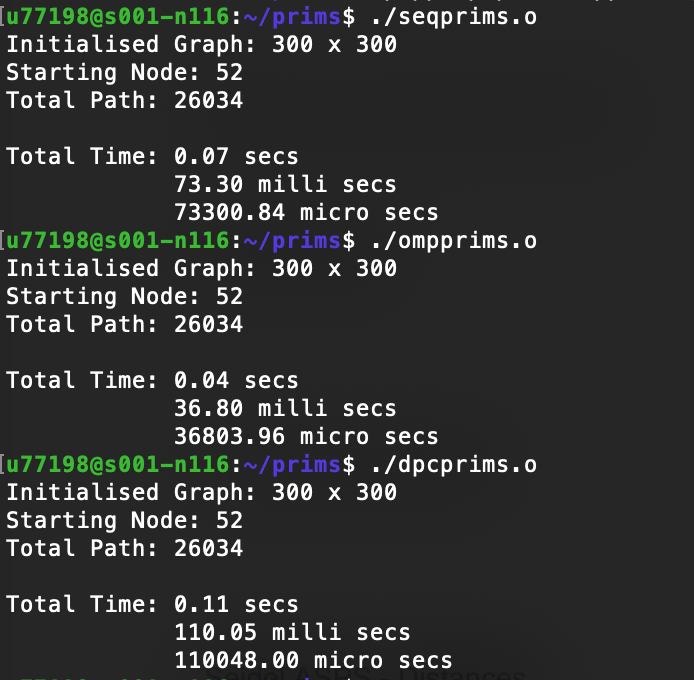 [u77198@s001-n116:~/prims$ ./seqprims.o
Initialised Graph: 300 x 300
Starting Node: 52
Total Path: 26034
Total Time: 0.07 secs
73.30 milli secs
73300.84 micro secs
[u77198@s001-n116:~/prims$ ./ompprims.o
Initialised Graph: 300 x 300
Starting Node: 52
Total Path: 26034
Total Time: 0.04 secs
36.80 milli secs
36803.96 micro secs
[u77198@s001-n116:~/prims$ ./dpcprims.o
Initialised Graph: 300 x 300
Starting Node: 52
Total Path: 26034
Total Time: 0.11 secs
110.05 milli secs
110048.00 micro secs